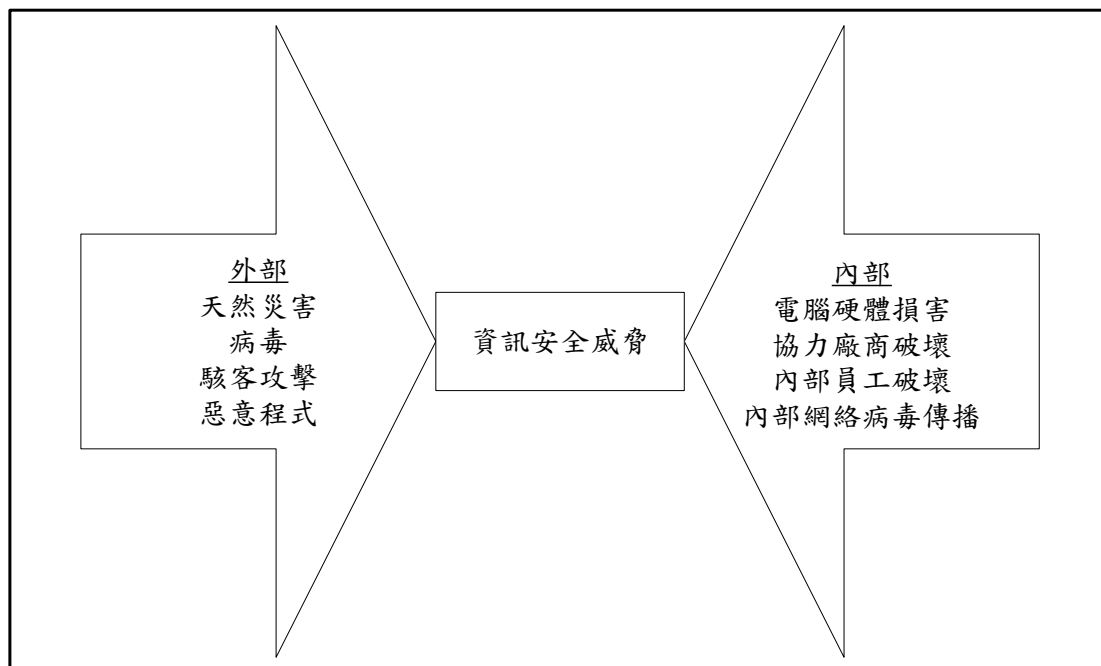 外部
天然災害
病毒
駭客攻擊
惡意程式
資訊安全威脅
內部
電腦硬體損害
協力廠商破壞
內部員工破壞
內部網絡病毒傳播